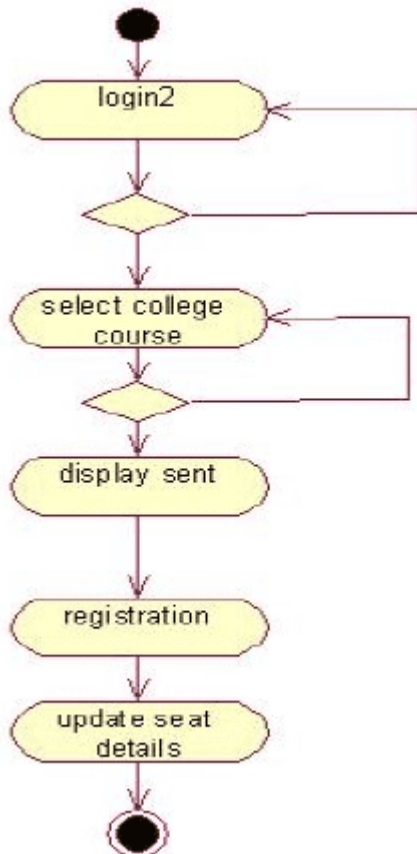 login2
select college
course
display sent
registration
update seat
details